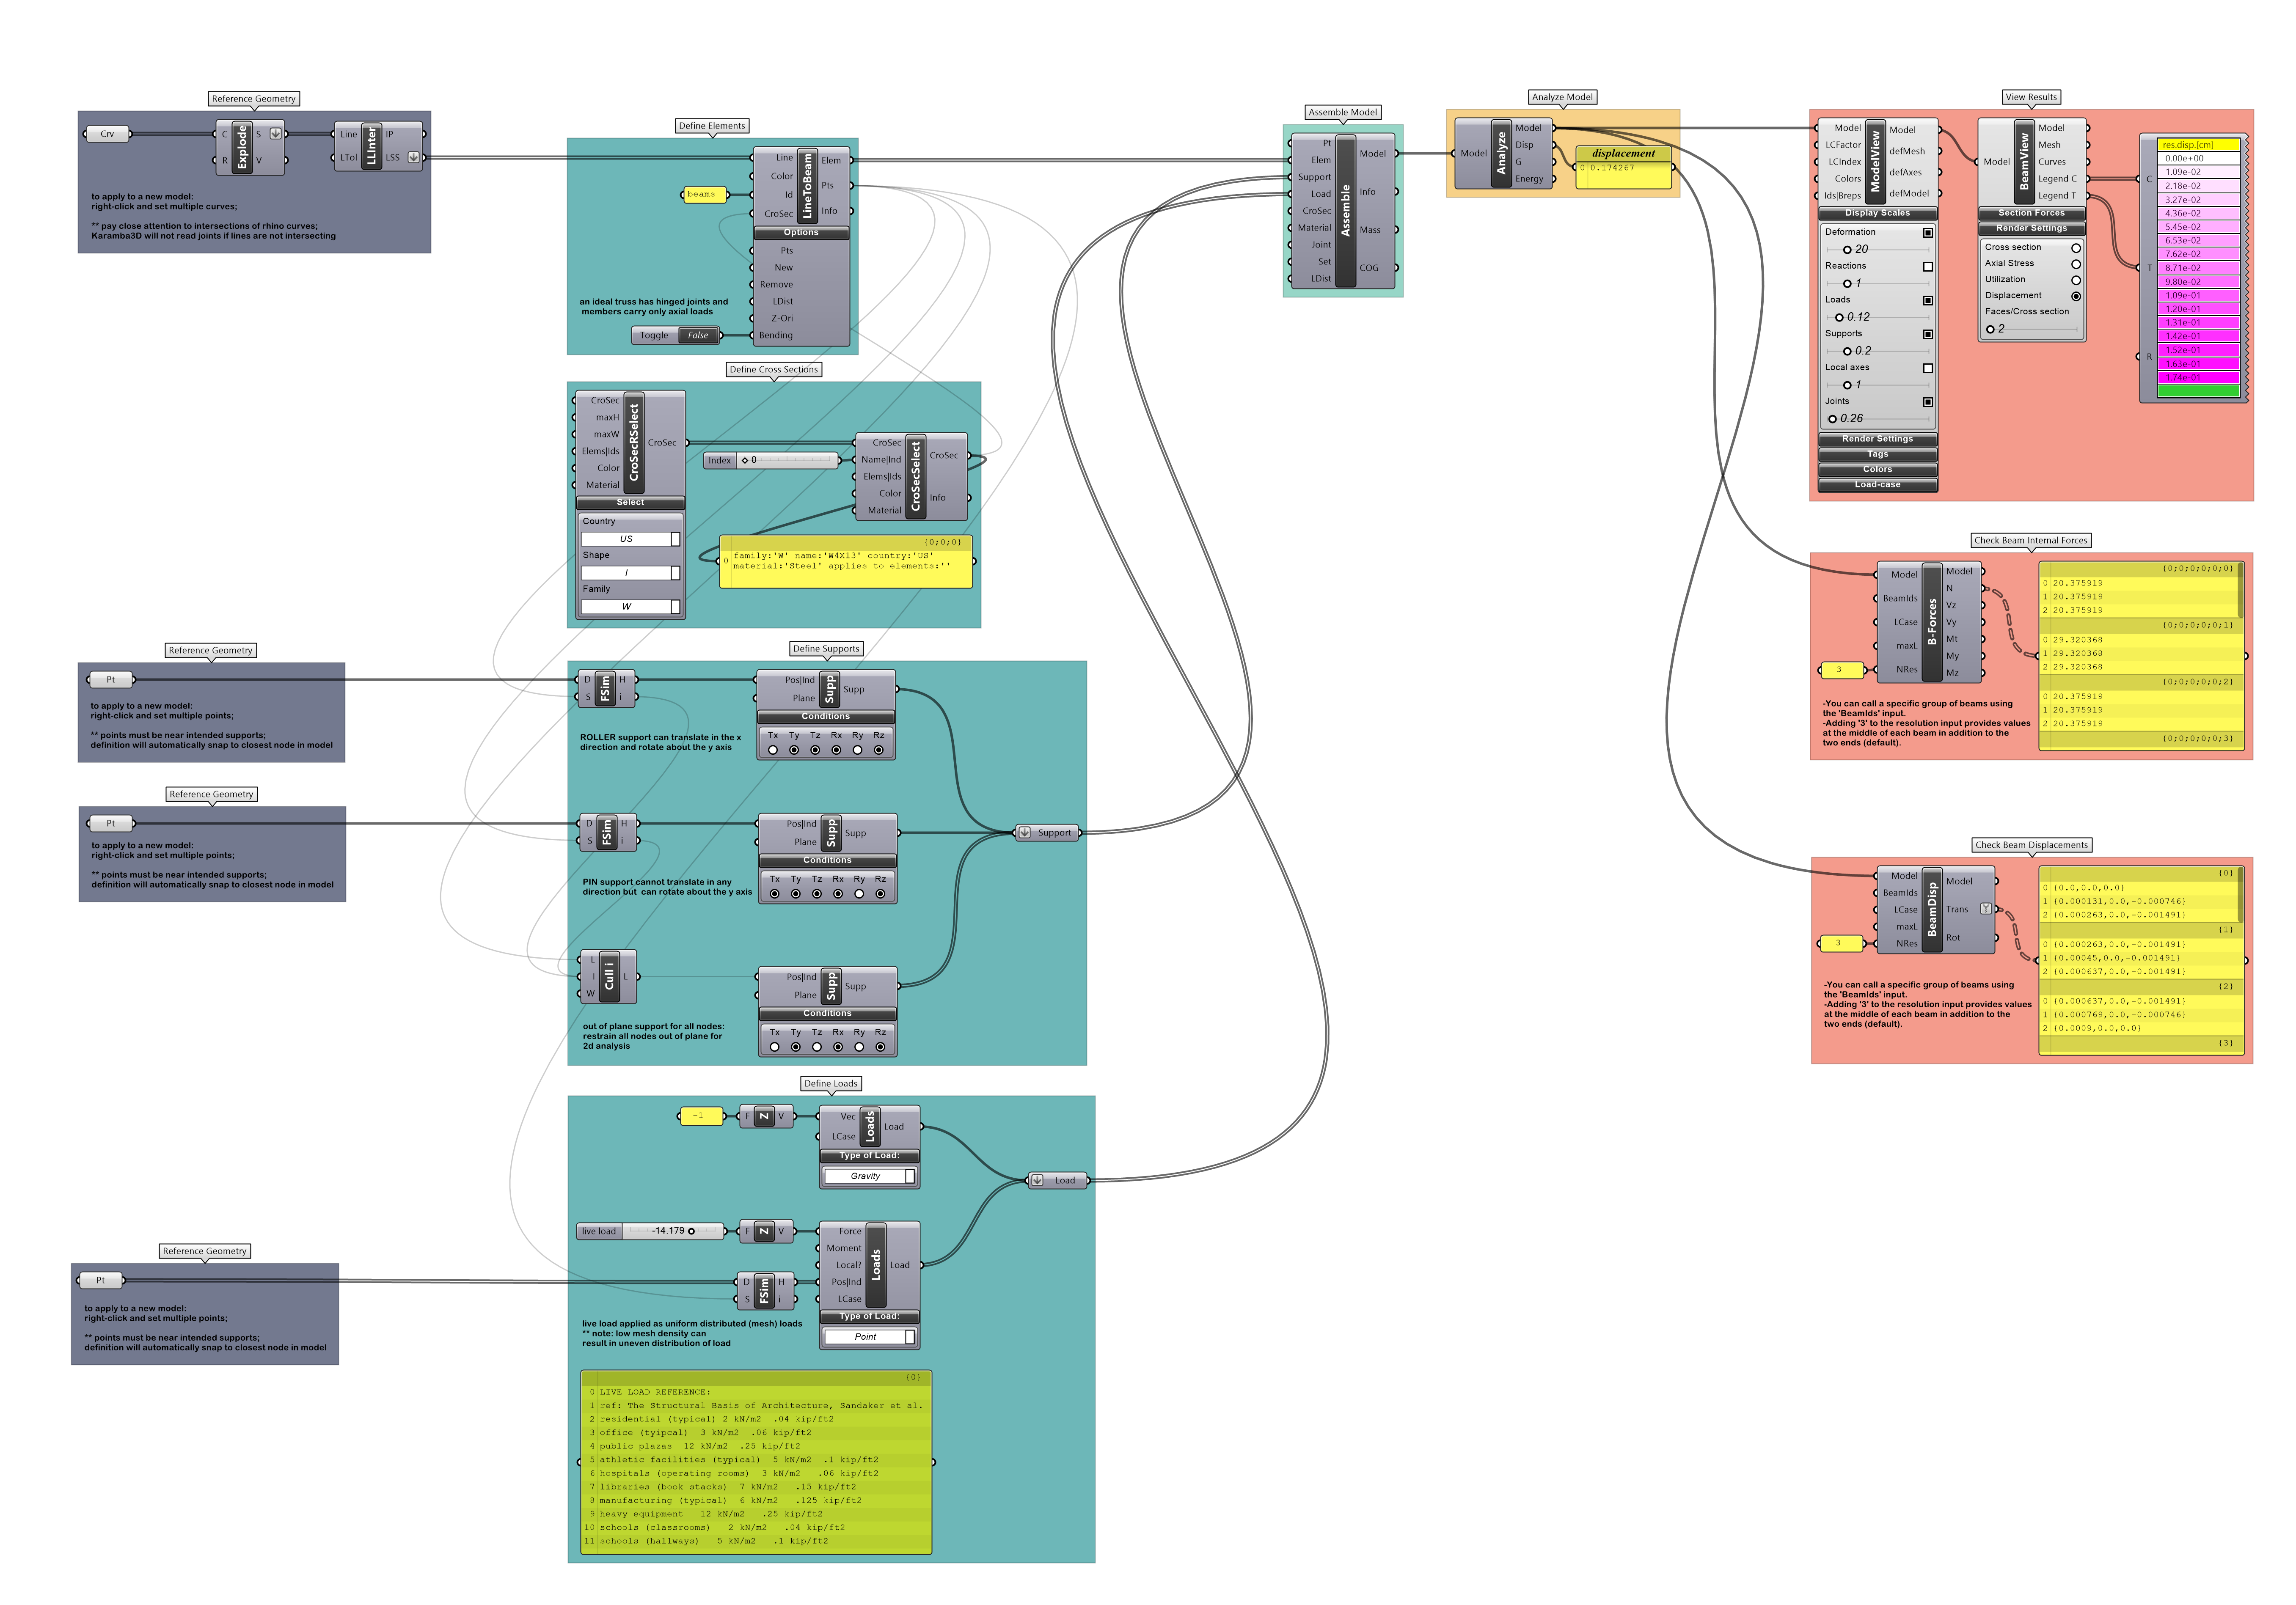 Reference Geometry
Crv
C
R
Explode
S
V
Line
LTol
LLInter
IP
LSS
to apply to a new model:
right-click and set multiple curves;
** pay close attention to intersections of rhino curves;
Karamba3D will not read joints if lines are not intersecting
Define Elements
beams
Line
Color
Id
CroSec
LineToBeam
Elem
Pts
Info
Options
Pts
New
Remove
LDist
Z-Ori
Bending
an ideal truss has hinged joints and
members carry only axial loads
Toggle False
Define Cross Sections
CroSec
maxH
maxW
Elems|Ids
Color
Material
CroSecRSelect
CroSec
Select
Country
US
Shape
I
Family
W
Index 0
CroSec
Name|Ind
Elems|Ids
Color
Material
CroSecSelect
CroSec
Info
{0;0;0}
0 family:'W' name:'W4X13' country:'US'
material:'Steel' applies to elements:''
Reference Geometry
Pt
to apply to a new model:
right-click and set multiple points;
** points must be near intended supports;
definition will automatically snap to closest node in model
Reference Geometry
Pt
to apply to a new model:
right-click and set multiple points;
** points must be near intended supports;
definition will automatically snap to closest node in model
Define Supports
D
S
FSim
H
i
Pos|Ind
Plane
Supp
Supp
Conditions
Tx Ty Tz Rx Ry Rz
ROLLER support can translate in the x
direction and rotate about the y axis
D
S
FSim
H
i
Pos|Ind
Plane
Supp
Supp
Conditions
Tx Ty Tz Rx Ry Rz
PIN support cannot translate in any
direction but can rotate about the y axis
L
I
W
Cull i
L
Pos|Ind
Plane
Supp
Supp
Conditions
Tx Ty Tz Rx Ry Rz
out of plane support for all nodes:
restrain all nodes out of plane for
2d analysis
Support
Define Loads
-1
F
Z
V
Vec
LCase
Loads
Load
Type of Load:
Gravity
Load
live load -14.179
F
Z
V
Force
Moment
Local?
Pos|Ind
LCase
Loads
Load
Type of Load:
Point
D
S
FSim
H
i
live load applied as uniform distributed (mesh) loads
** note: low mesh density can
result in uneven distribution of load
Reference Geometry
Pt
to apply to a new model:
right-click and set multiple points;
** points must be near intended supports;
definition will automatically snap to closest node in model
{0}
0 LIVE LOAD REFERENCE:
1 ref: The Structural Basis of Architecture, Sandaker et al.
2 residential (typical) 2 kN/m2 .04 kip/ft2
3 office (tyipcal) 3 kN/m2 .06 kip/ft2
4 public plazas 12 kN/m2 .25 kip/ft2
5 athletic facilities (typical) 5 kN/m2 .1 kip/ft2
6 hospitals (operating rooms) 3 kN/m2 .06 kip/ft2
7 libraries (book stacks) 7 kN/m2 .15 kip/ft2
8 manufacturing (typical) 6 kN/m2 .125 kip/ft2
9 heavy equipment 12 kN/m2 .25 kip/ft2
10 schools (classrooms) 2 kN/m2 .04 kip/ft2
11 schools (hallways) 5 kN/m2 .1 kip/ft2
Assemble Model
Pt
Elem
Support
Load
CroSec
Material
Joint
Set
LDist
Assemble
Model
Info
Mass
COG
Analyze Model
Model
Analyze
Model
Disp
G
Energy
displacement
0 0.174267
View Results
Model
LCFactor
LCIndex
Colors
Ids|Breps
ModelView
Model
defMesh
defAxes
defModel
Display Scales
Deformation
20
Reactions
1
Loads
0.12
Supports
0.2
Local axes
1
Joints
0.26
Render Settings
Tags
Colors
Load-case
Model
BeamView
Model
Mesh
Curves
Legend C
Legend T
Section Forces
Render Settings
Cross section
Axial Stress
Utilization
Displacement
Faces/Cross section
2
C
T
R
res.disp.[cm]
0.00e+00
1.09e-02
2.18e-02
3.27e-02
4.36e-02
5.45e-02
6.53e-02
7.62e-02
8.71e-02
9.80e-02
1.09e-01
1.20e-01
1.31e-01
1.42e-01
1.52e-01
1.63e-01
1.74e-01
Check Beam Internal Forces
Model
BeamIds
LCase
maxL
NRes
B-Forces
Model
N
Vz
Vy
Mt
My
Mz
3
{0;0;0;0;0;0}
0 20.375919
1 20.375919
2 20.375919
{0;0;0;0;0;1}
0 29.320368
1 29.320368
2 29.320368
{0;0;0;0;0;2}
0 20.375919
1 20.375919
2 20.375919
{0;0;0;0;0;3}
-You can call a specific group of beams using
the 'BeamIds' input.
-Adding '3' to the resolution input provides values
at the middle of each beam in addition to the
two ends (default).
Check Beam Displacements
Model
BeamIds
LCase
maxL
NRes
BeamDisp
Model
Trans
Rot
3
{0}
0 {0.0,0.0,0.0}
1 {0.000131,0.0,-0.000746}
2 {0.000263,0.0,-0.001491}
{1}
0 {0.000263,0.0,-0.001491}
1 {0.00045,0.0,-0.001491}
2 {0.000637,0.0,-0.001491}
{2}
0 {0.000637,0.0,-0.001491}
1 {0.000769,0.0,-0.000746}
2 {0.0009,0.0,0.0}
{3}
-You can call a specific group of beams using
the 'BeamIds' input.
-Adding '3' to the resolution input provides values
at the middle of each beam in addition to the
two ends (default).